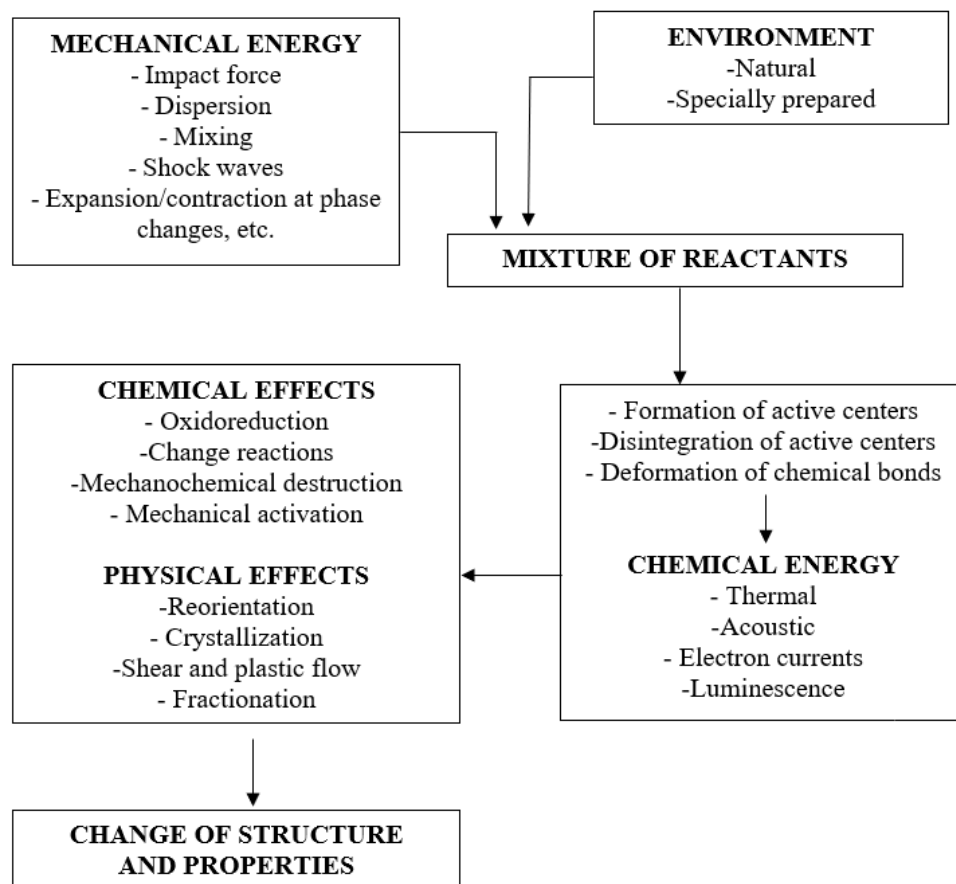 MECHANICAL ENERGY
- Impact force
- Dispersion
- Mixing
- Shock waves
- Expansion/contraction at phase
changes, etc.
ENVIRONMENT
-Natural
-Specially prepared
MIXTURE OF REACTANTS
- Formation of active centers
-Disintegration of active centers
- Deformation of chemical bonds
CHEMICAL ENERGY
- Thermal
-Acoustic
- Electron currents
-Luminescence
CHEMICAL EFFECTS
- Oxidoreduction
-Change reactions
-Mechanochemical destruction
- Mechanical activation
PHYSICAL EFFECTS
-Reorientation
- Crystallization
-Shear and plastic flow
- Fractionation
CHANGE OF STRUCTURE
AND PROPERTIES